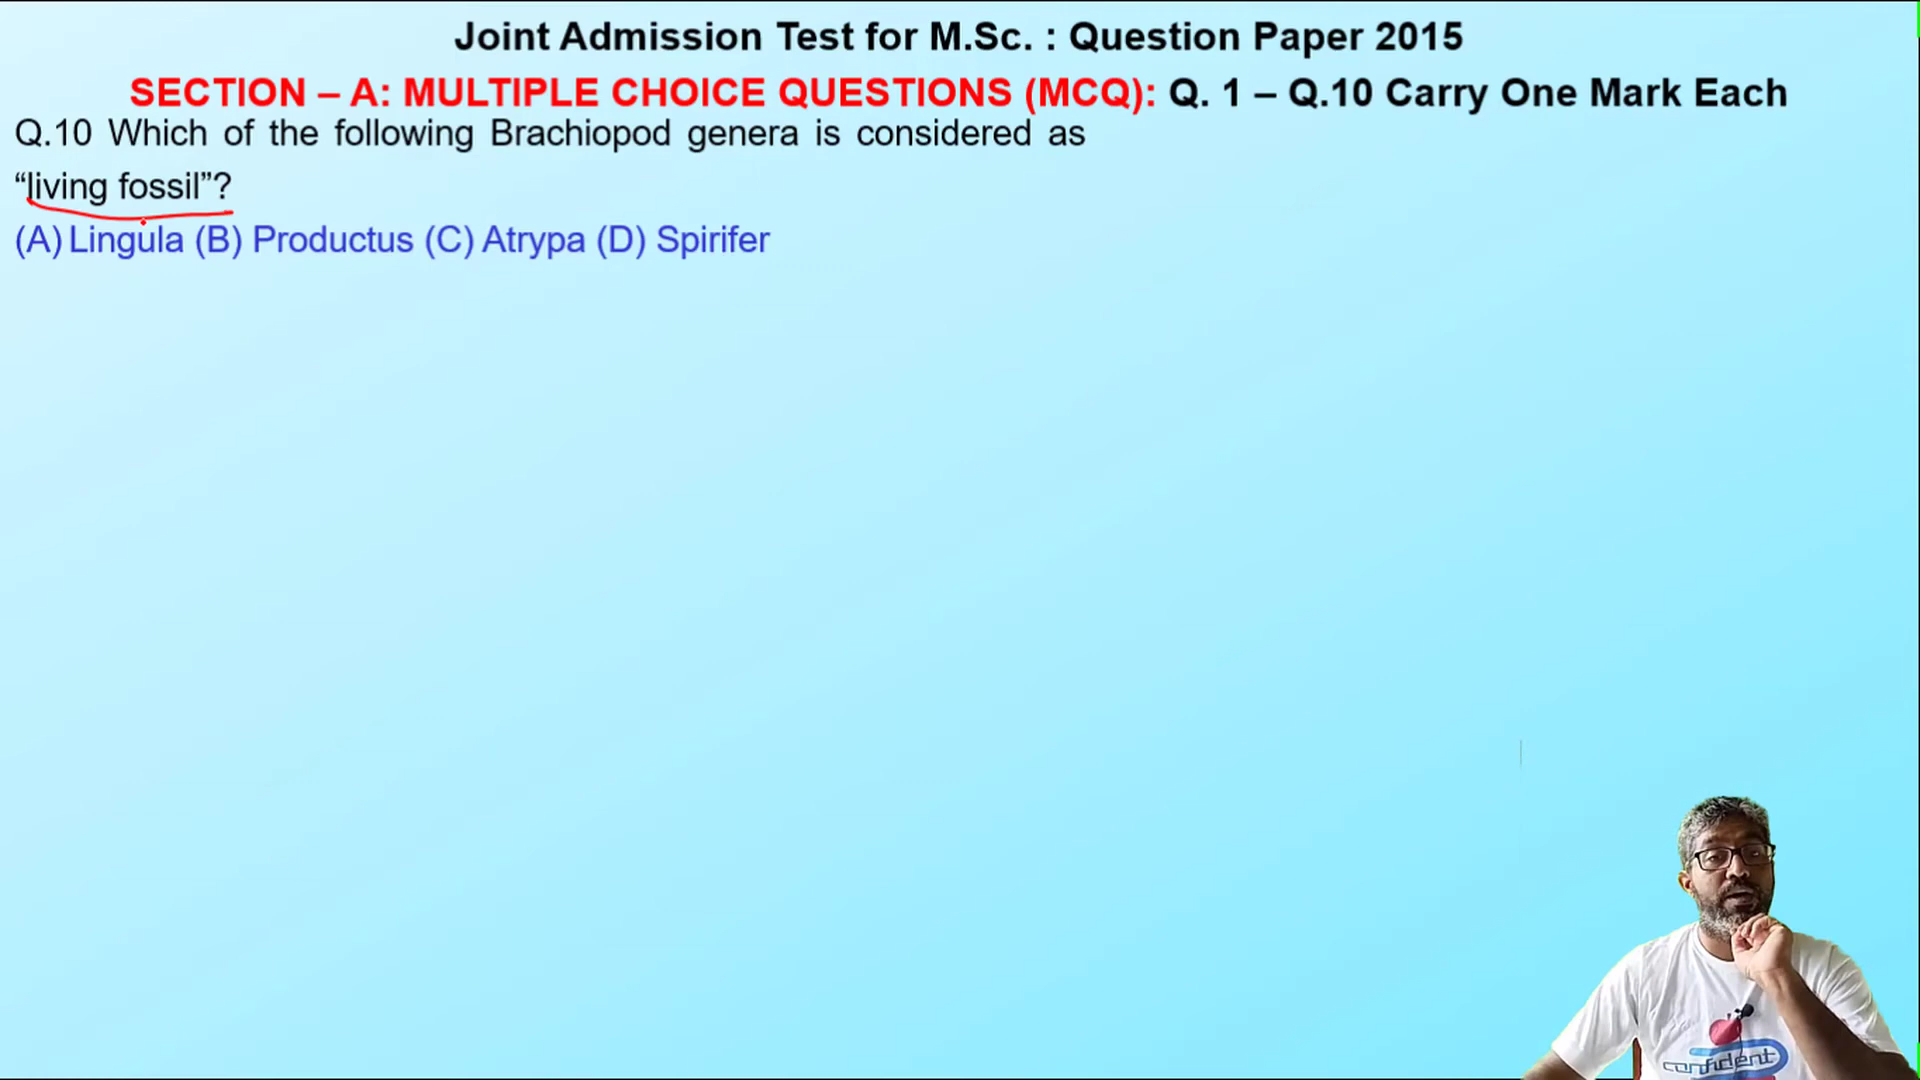 Joint Admission Test for M.Sc. : Question Paper 2015
SECTION – A: MULTIPLE CHOICE QUESTIONS (MCQ): Q. 1 – Q.10 Carry One Mark Each
Q.10 Which of the following Brachiopod genera is considered as
“living fossil”?
(A) Lingula (B) Productus (C) Atrypa (D) Spirifer
confident